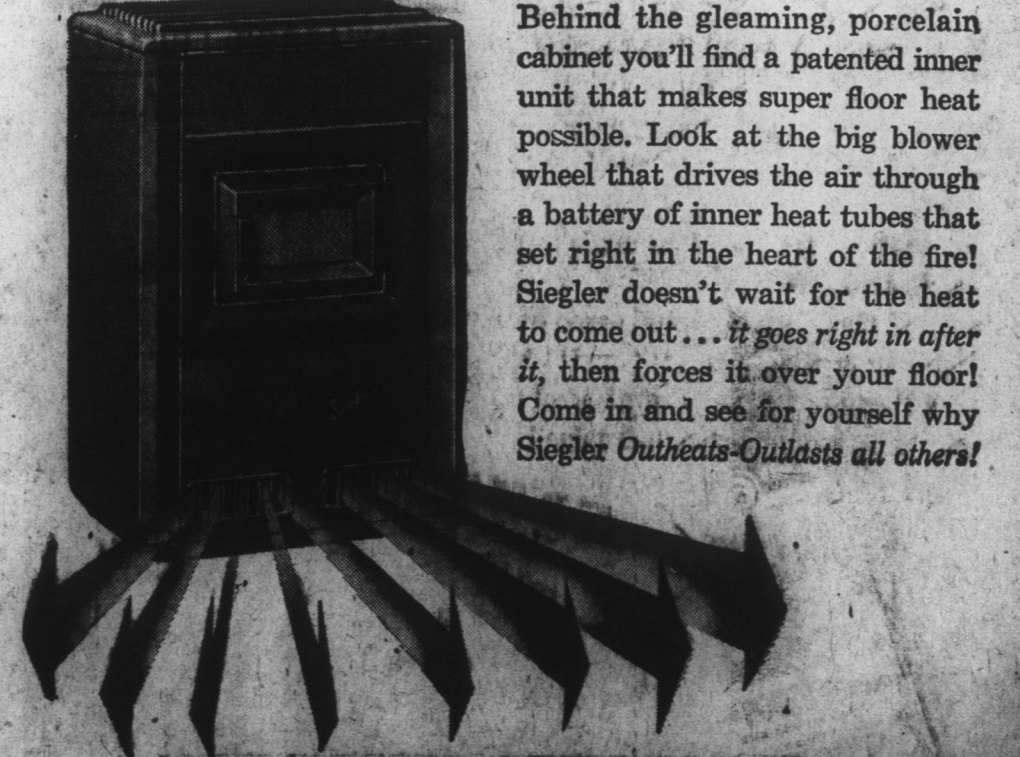 Behind the gleaming, porcelain
cabinet you'll find a patented inner
unit that makes super floor heat
possible. Look at the big blower
wheel that drives the air through
a battery of inner heat tubes that
set right in the heart of the fire!
Siegler doesn't wait for the heat
to come out... it goes right in after
it, then forces it over your floor!
Come in and see for yourself why
Siegler Outheats-Outlasts all others!